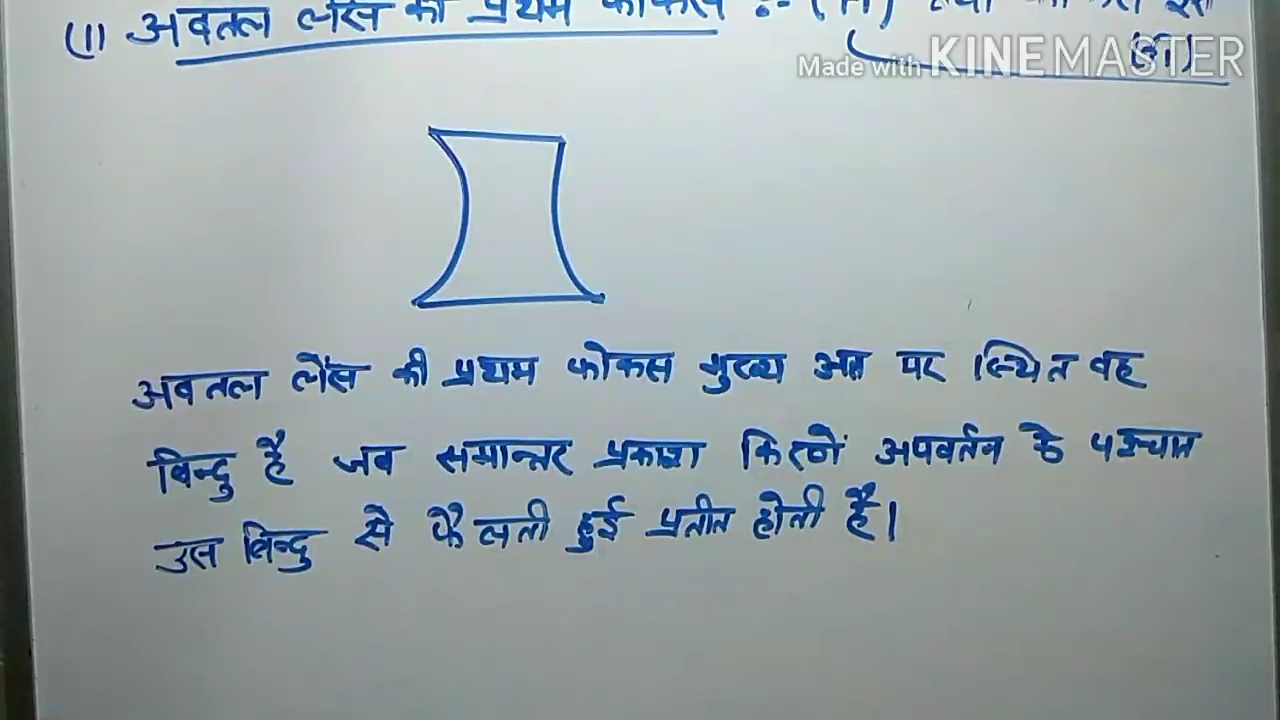 (1) अवतल लेंस की प्रथम फोकस :-
Made with KINEMASTER
अवतल लेंस की प्रथम फोकस मुख्य अक्ष पर स्थित वह
बिन्दु है जब समान्तर प्रकाश किरणें अपवर्तन के पश्चात
उस बिन्दु से फैलती हुई प्रतीत होती है।